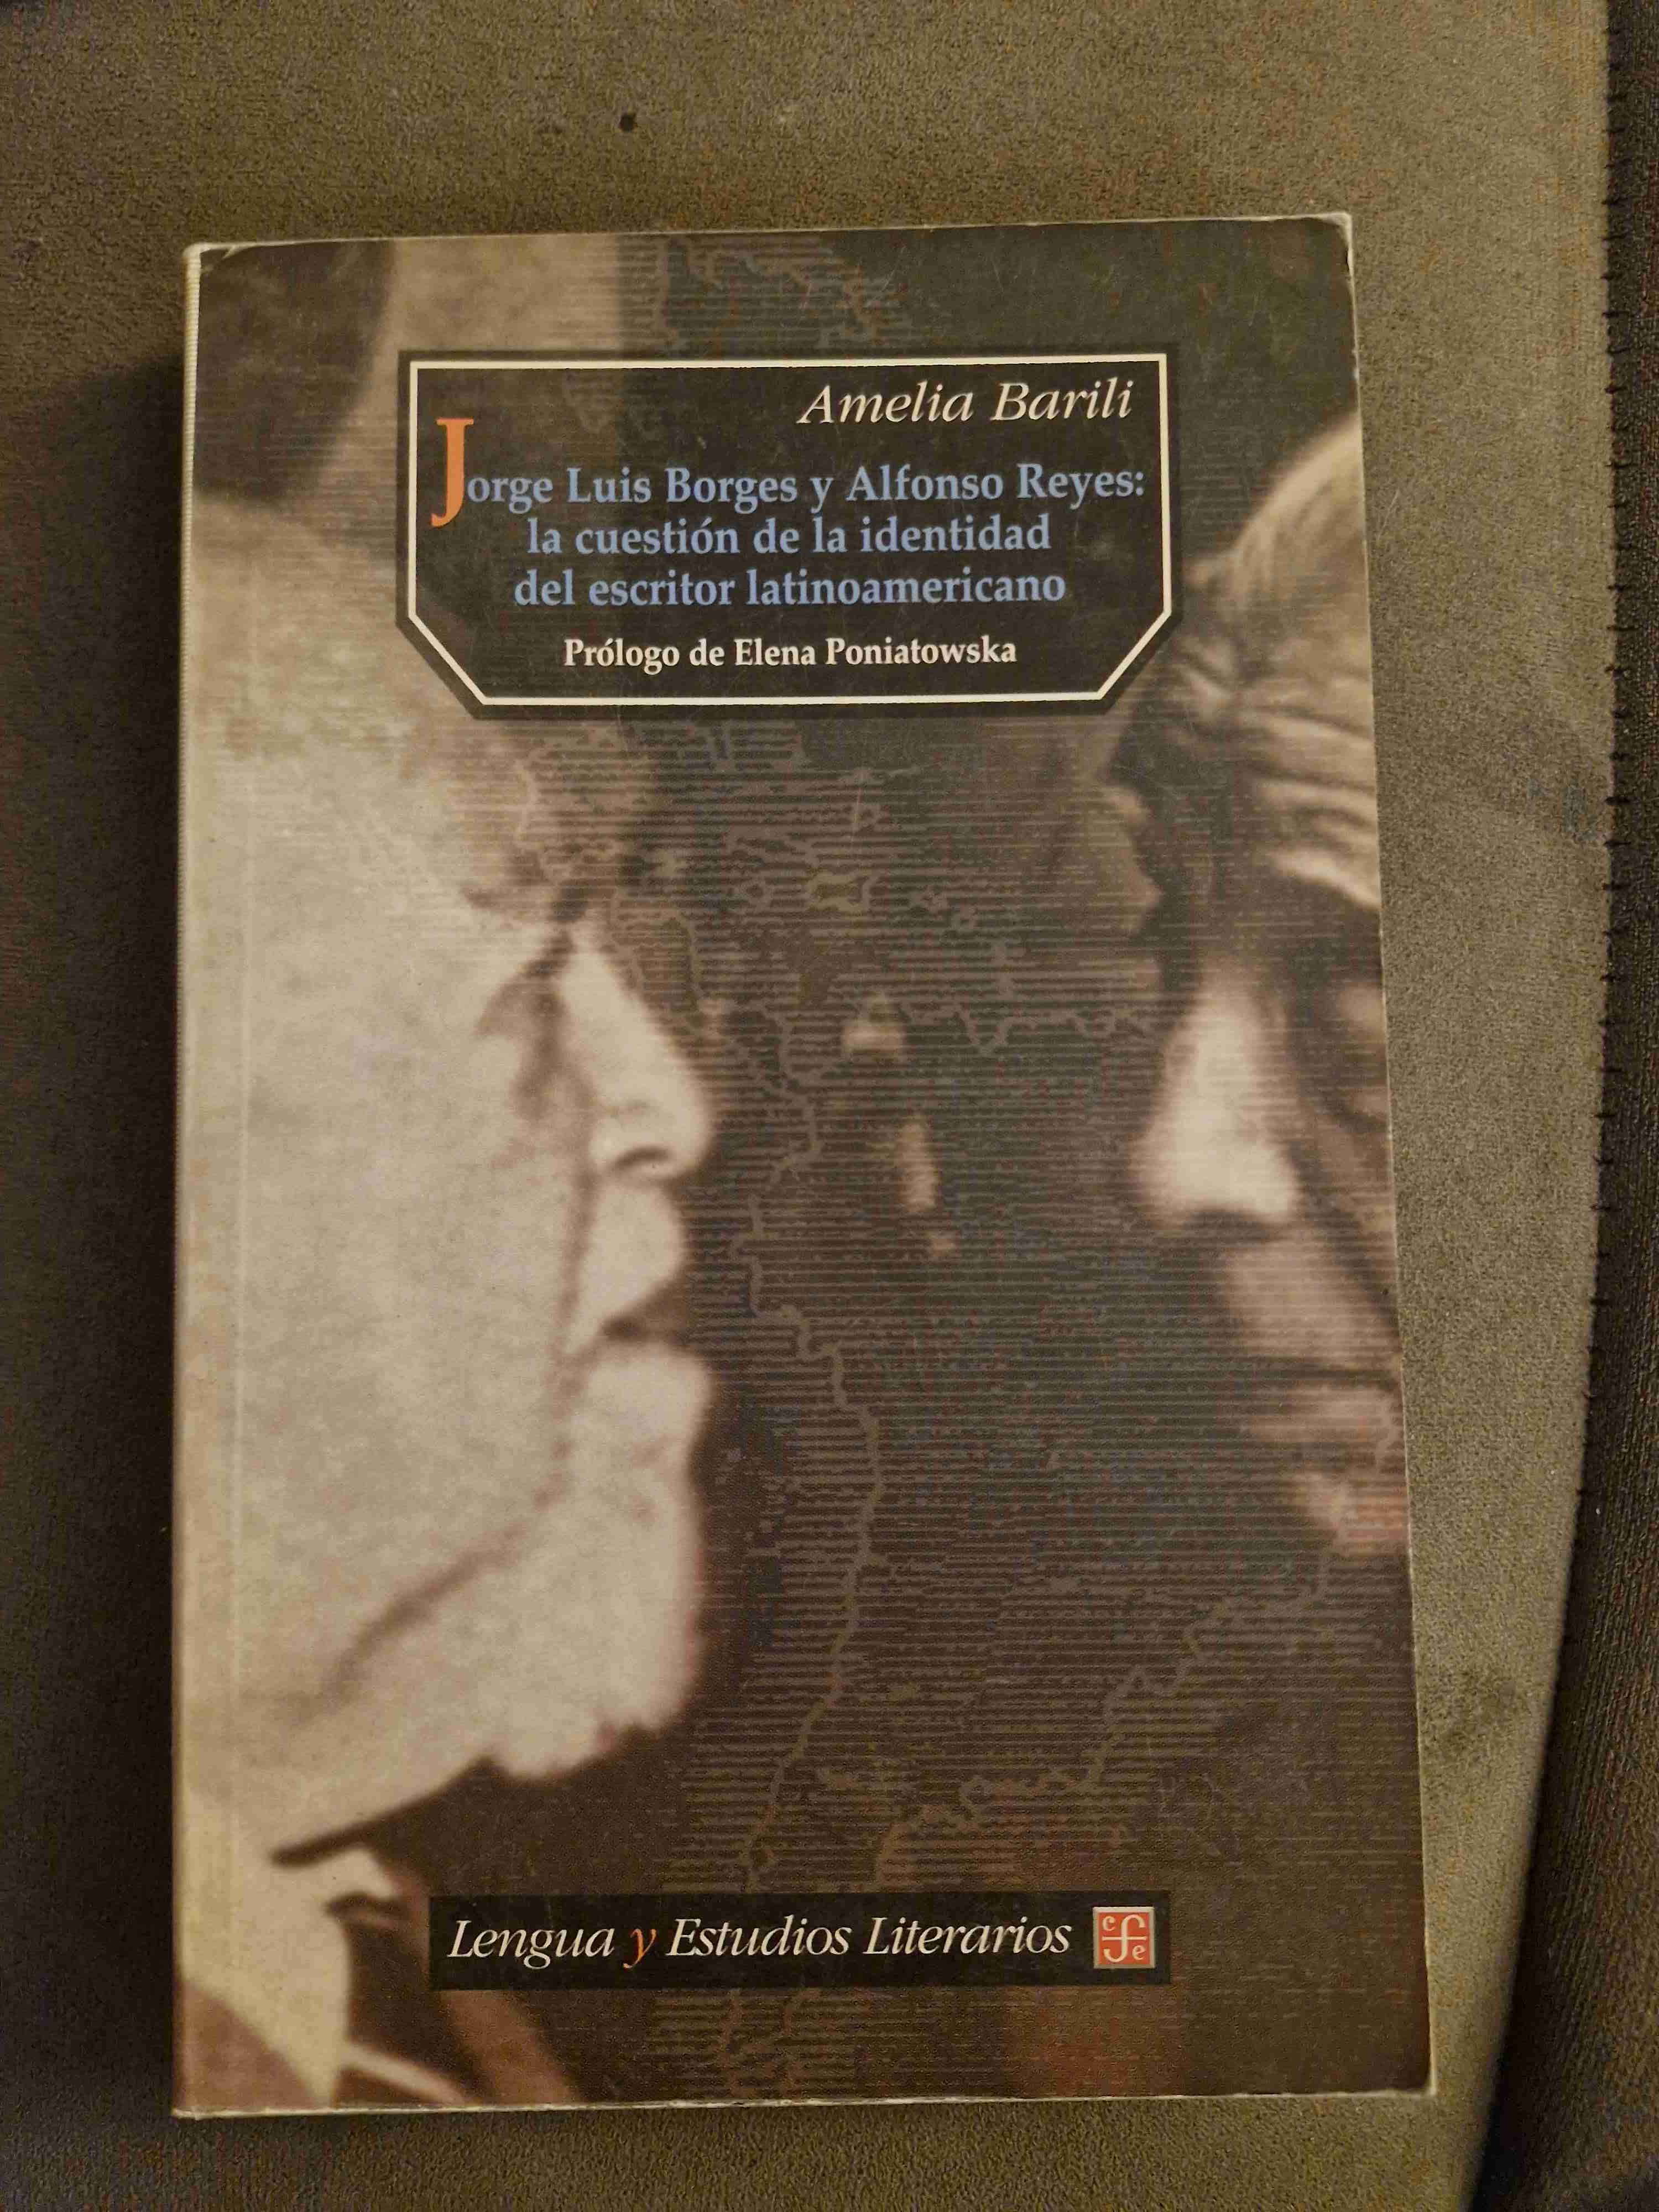 Amelia Barili
Jorge Luis Borges y Alfonso Reyes:
la cuestión de la identidad
del escritor latinoamericano
Prólogo de Elena Poniatowska
Lengua y Estudios Literarios
cfe